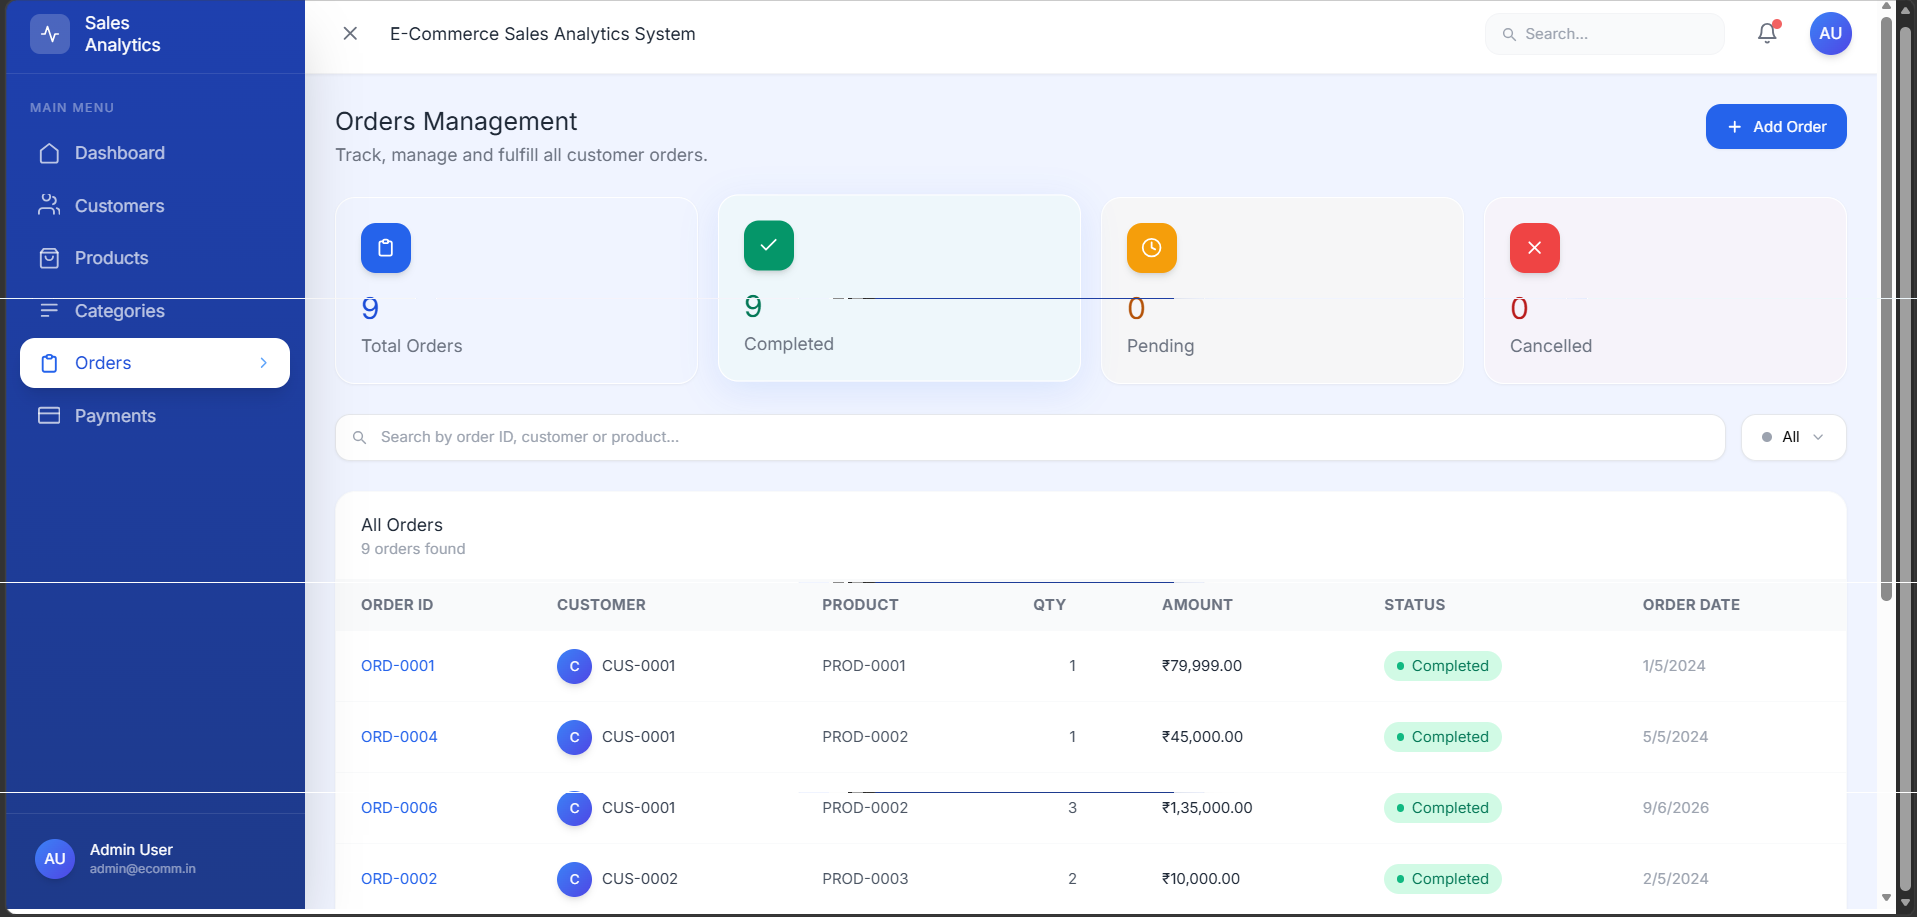 Sales
Analytics
E-Commerce Sales Analytics System
Search...
AU
MAIN MENU
Dashboard
Customers
Products
Categories
Orders
Payments
AU
Admin User
admin@ecomm.in
Orders Management
Track, manage and fulfill all customer orders.
+ Add Order
9
Total Orders
9
Completed
0
Pending
0
Cancelled
Search by order ID, customer or product...
All
All Orders
9 orders found
ORDER ID CUSTOMER PRODUCT QTY AMOUNT STATUS ORDER DATE
ORD-0001 C CUS-0001 PROD-0001 1 ₹79,999.00 Completed 1/5/2024
ORD-0004 C CUS-0001 PROD-0002 1 ₹45,000.00 Completed 5/5/2024
ORD-0006 C CUS-0001 PROD-0002 3 ₹1,35,000.00 Completed 9/6/2026
ORD-0002 C CUS-0002 PROD-0003 2 ₹10,000.00 Completed 2/5/2024